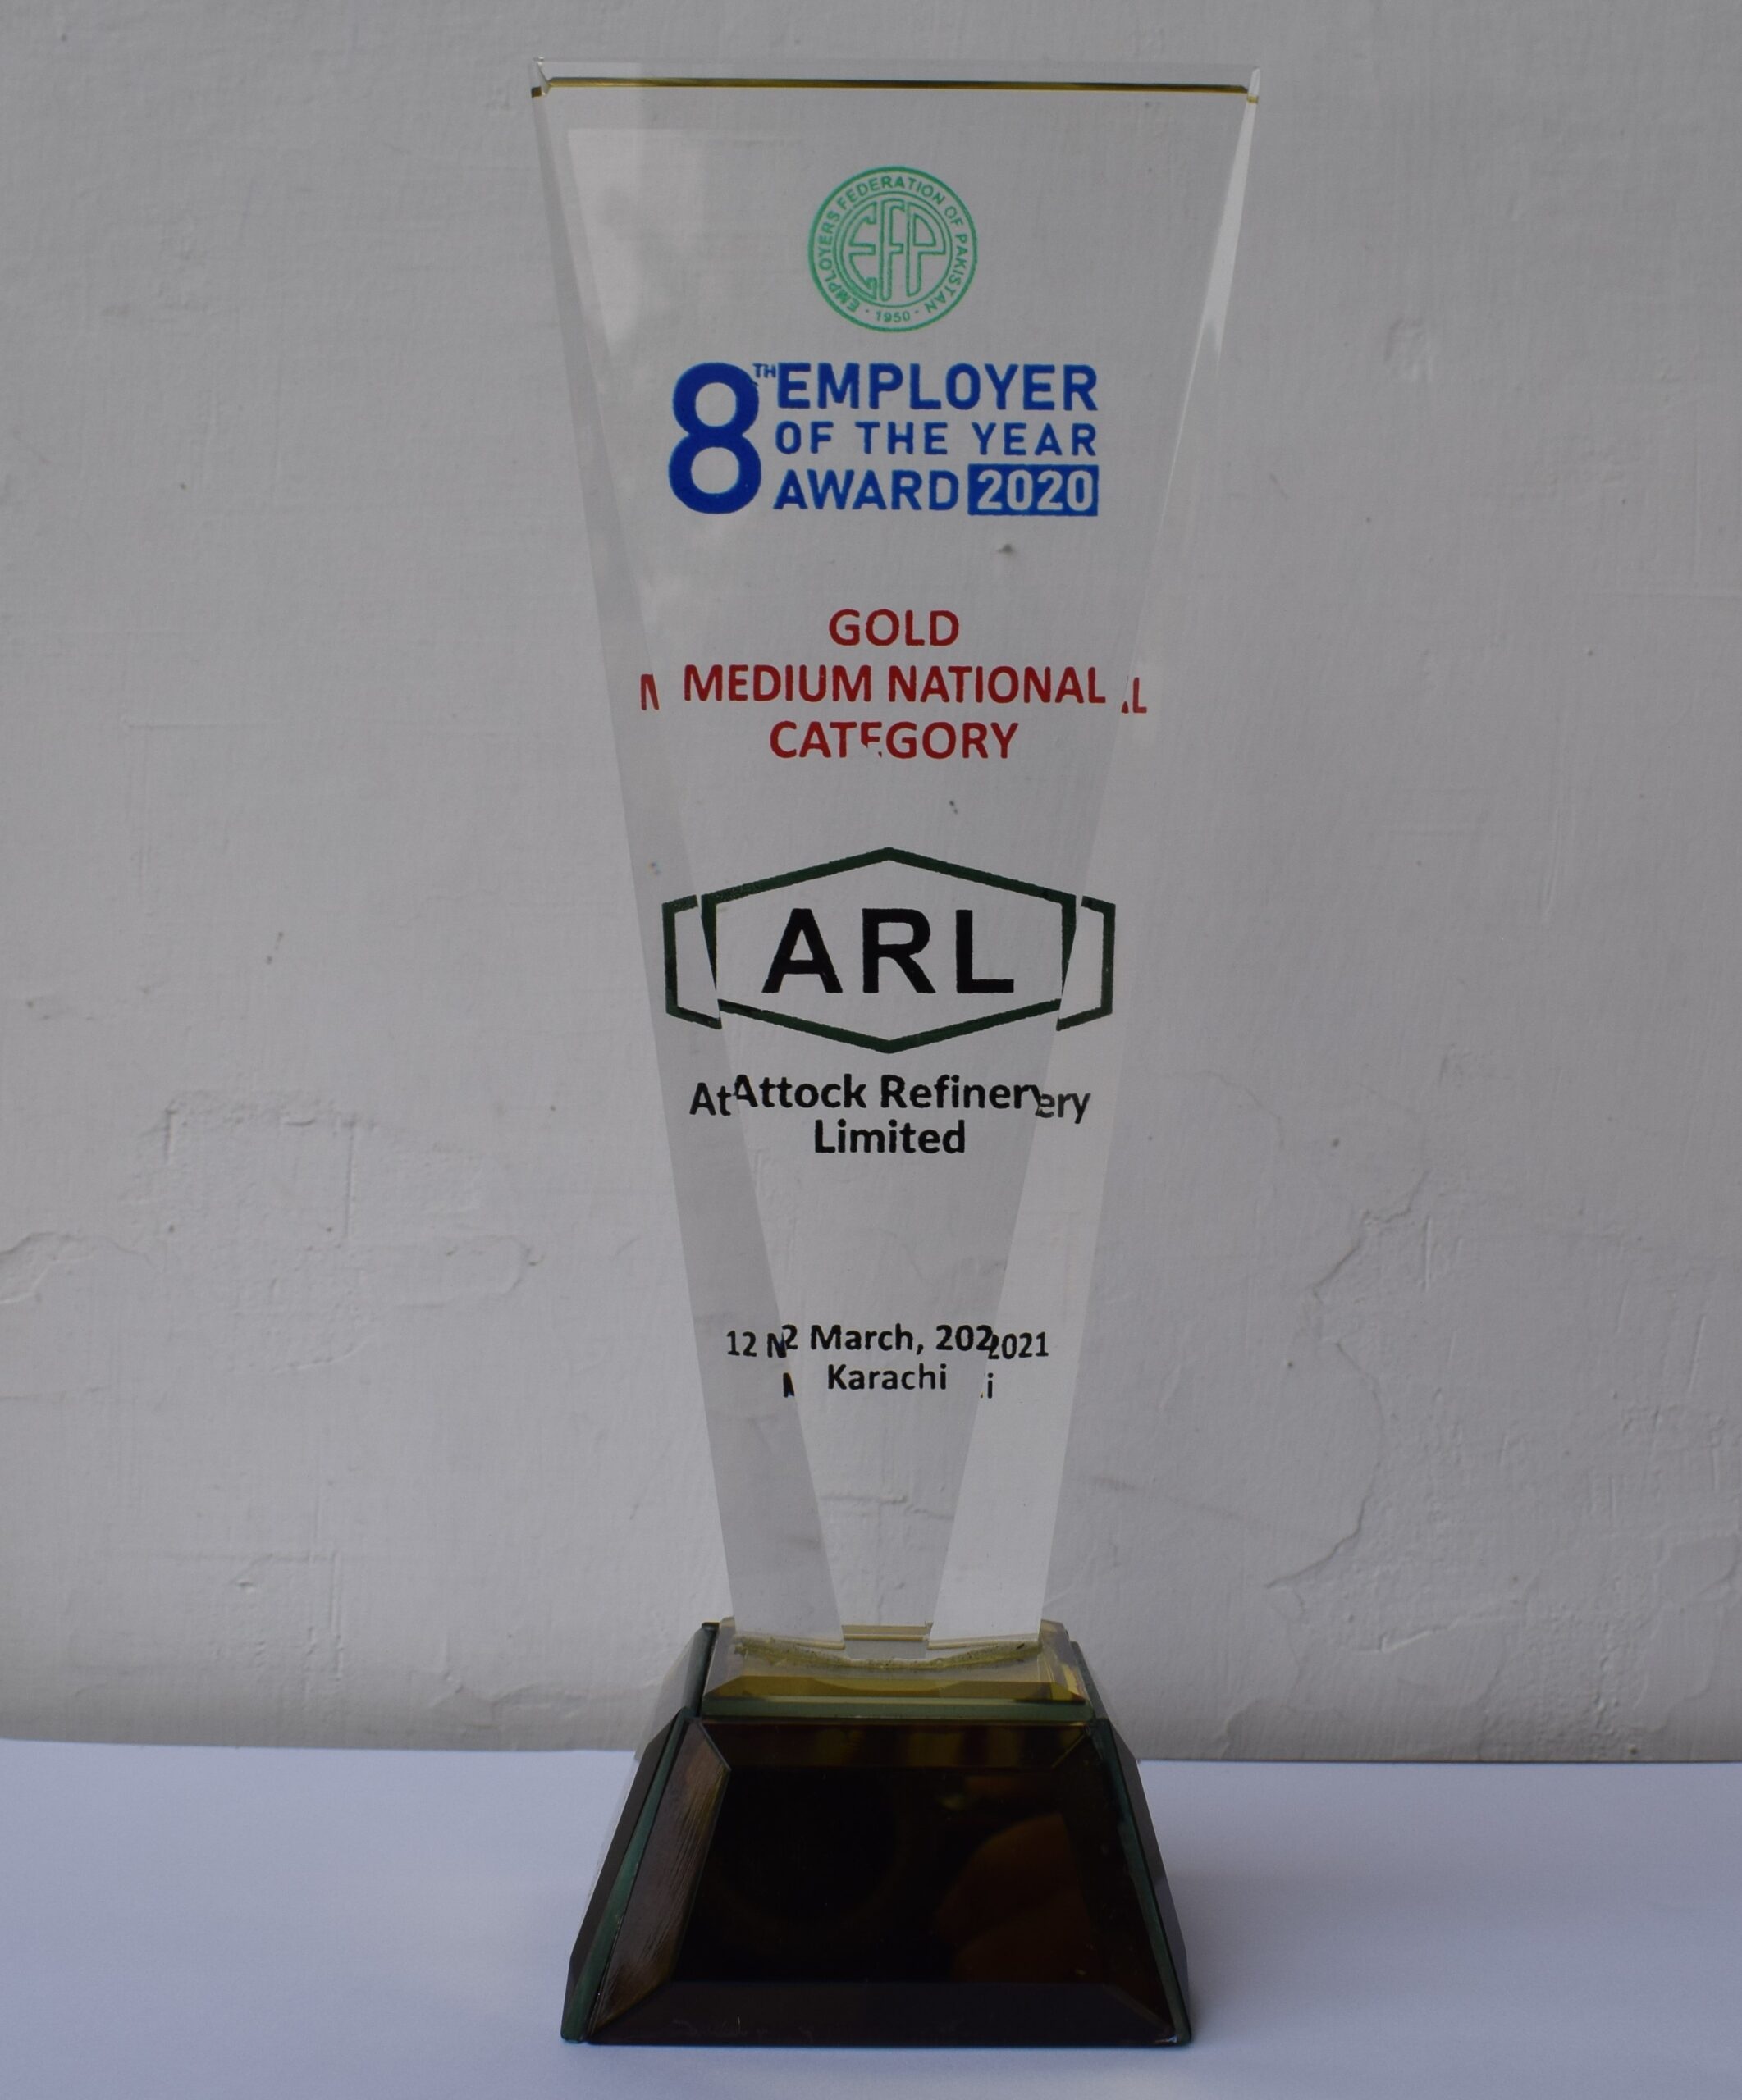 EMPLOYERS FEDERATION OF PAKISTAN
EFP
· 1950 ·
8TH EMPLOYER
OF THE YEAR
AWARD 2020
GOLD
MEDIUM NATIONAL
CATEGORY
ARL
Attock Refinery
Limited
12 March, 2021
Karachi